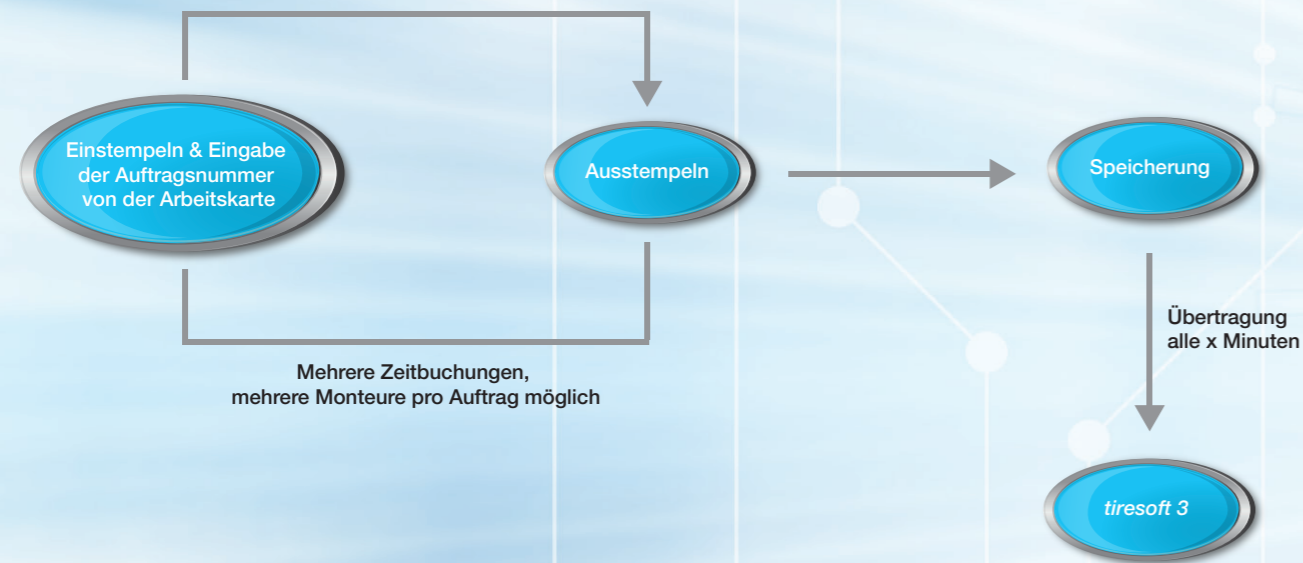 Einstempeln & Eingabe
der Auftragsnummer
von der Arbeitskarte
Ausstempeln
Speicherung
Mehrere Zeitbuchungen,
mehrere Monteure pro Auftrag möglich
Übertragung
alle x Minuten
tiresoft 3